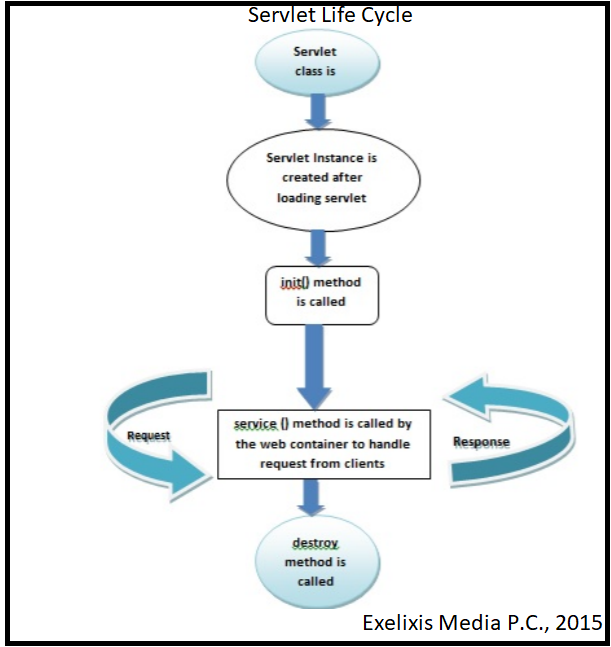 Servlet Life Cycle
Servlet
class is
Servlet Instance is
created after
loading servlet
init() method
is called
service () method is called by
the web container to handle
request from clients
Request
Response
destroy
method is
called
Exelixis Media P.C., 2015